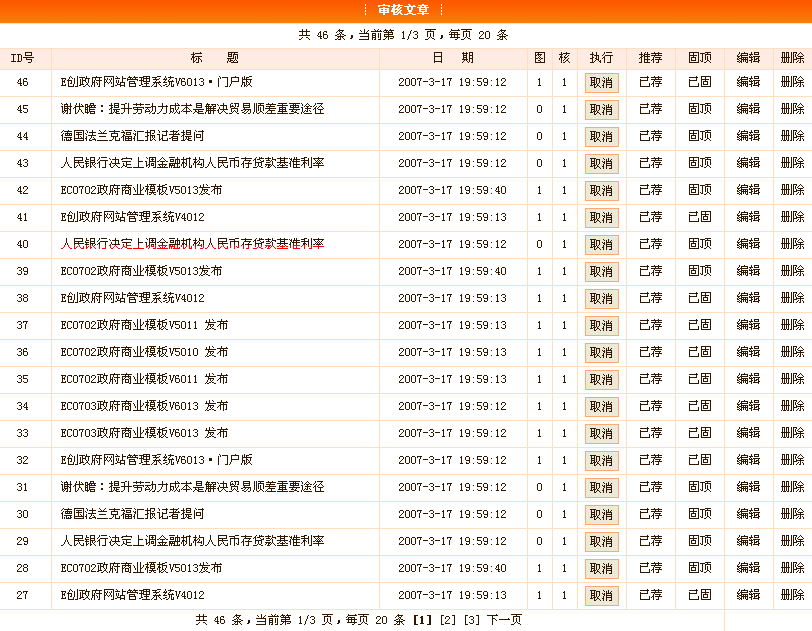 审核文章
共 46 条，当前第 1/3 页，每页 20 条
ID号 标 题 日 期 图 核 执行 推荐 固顶 编辑 删除
46 E创政府网站管理系统V6013·门户版 2007-3-17 19:59:12 1 1 取消 已荐 已固 编辑 删除
45 谢伏瞻：提升劳动力成本是解决贸易顺差重要途径 2007-3-17 19:59:12 0 1 取消 已荐 固顶 编辑 删除
44 德国法兰克福汇报记者提问 2007-3-17 19:59:12 0 1 取消 已荐 固顶 编辑 删除
43 人民银行决定上调金融机构人民币存贷款基准利率 2007-3-17 19:59:12 0 1 取消 已荐 固顶 编辑 删除
42 EC0702政府商业模板V5013发布 2007-3-17 19:59:40 1 1 取消 已荐 固顶 编辑 删除
41 E创政府网站管理系统V4012 2007-3-17 19:59:13 1 1 取消 已荐 已固 编辑 删除
40 人民银行决定上调金融机构人民币存贷款基准利率 2007-3-17 19:59:12 0 1 取消 已荐 固顶 编辑 删除
39 EC0702政府商业模板V5013发布 2007-3-17 19:59:40 1 1 取消 已荐 固顶 编辑 删除
38 E创政府网站管理系统V4012 2007-3-17 19:59:13 1 1 取消 已荐 已固 编辑 删除
37 EC0702政府商业模板V5011 发布 2007-3-17 19:59:13 1 1 取消 已荐 已固 编辑 删除
36 EC0702政府商业模板V5010 发布 2007-3-17 19:59:13 1 1 取消 已荐 已固 编辑 删除
35 EC0702政府商业模板V6011 发布 2007-3-17 19:59:13 1 1 取消 已荐 已固 编辑 删除
34 EC0703政府商业模板V6013 发布 2007-3-17 19:59:12 1 1 取消 已荐 已固 编辑 删除
33 EC0703政府商业模板V6013 发布 2007-3-17 19:59:12 1 1 取消 已荐 已固 编辑 删除
32 E创政府网站管理系统V6013·门户版 2007-3-17 19:59:12 1 1 取消 已荐 已固 编辑 删除
31 谢伏瞻：提升劳动力成本是解决贸易顺差重要途径 2007-3-17 19:59:12 0 1 取消 已荐 固顶 编辑 删除
30 德国法兰克福汇报记者提问 2007-3-17 19:59:12 0 1 取消 已荐 固顶 编辑 删除
29 人民银行决定上调金融机构人民币存贷款基准利率 2007-3-17 19:59:12 0 1 取消 已荐 固顶 编辑 删除
28 EC0702政府商业模板V5013发布 2007-3-17 19:59:40 1 1 取消 已荐 固顶 编辑 删除
27 E创政府网站管理系统V4012 2007-3-17 19:59:13 1 1 取消 已荐 已固 编辑 删除
共 46 条，当前第 1/3 页，每页 20 条 [1] [2] [3] 下一页